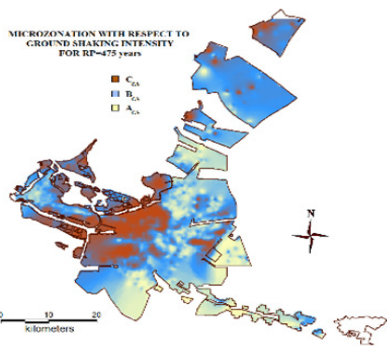 MICROZONATION WITH RESPECT TO
GROUND SHAKING INTENSITY
FOR RP=475 years
C
B
A
N
0 10 20
kilometers